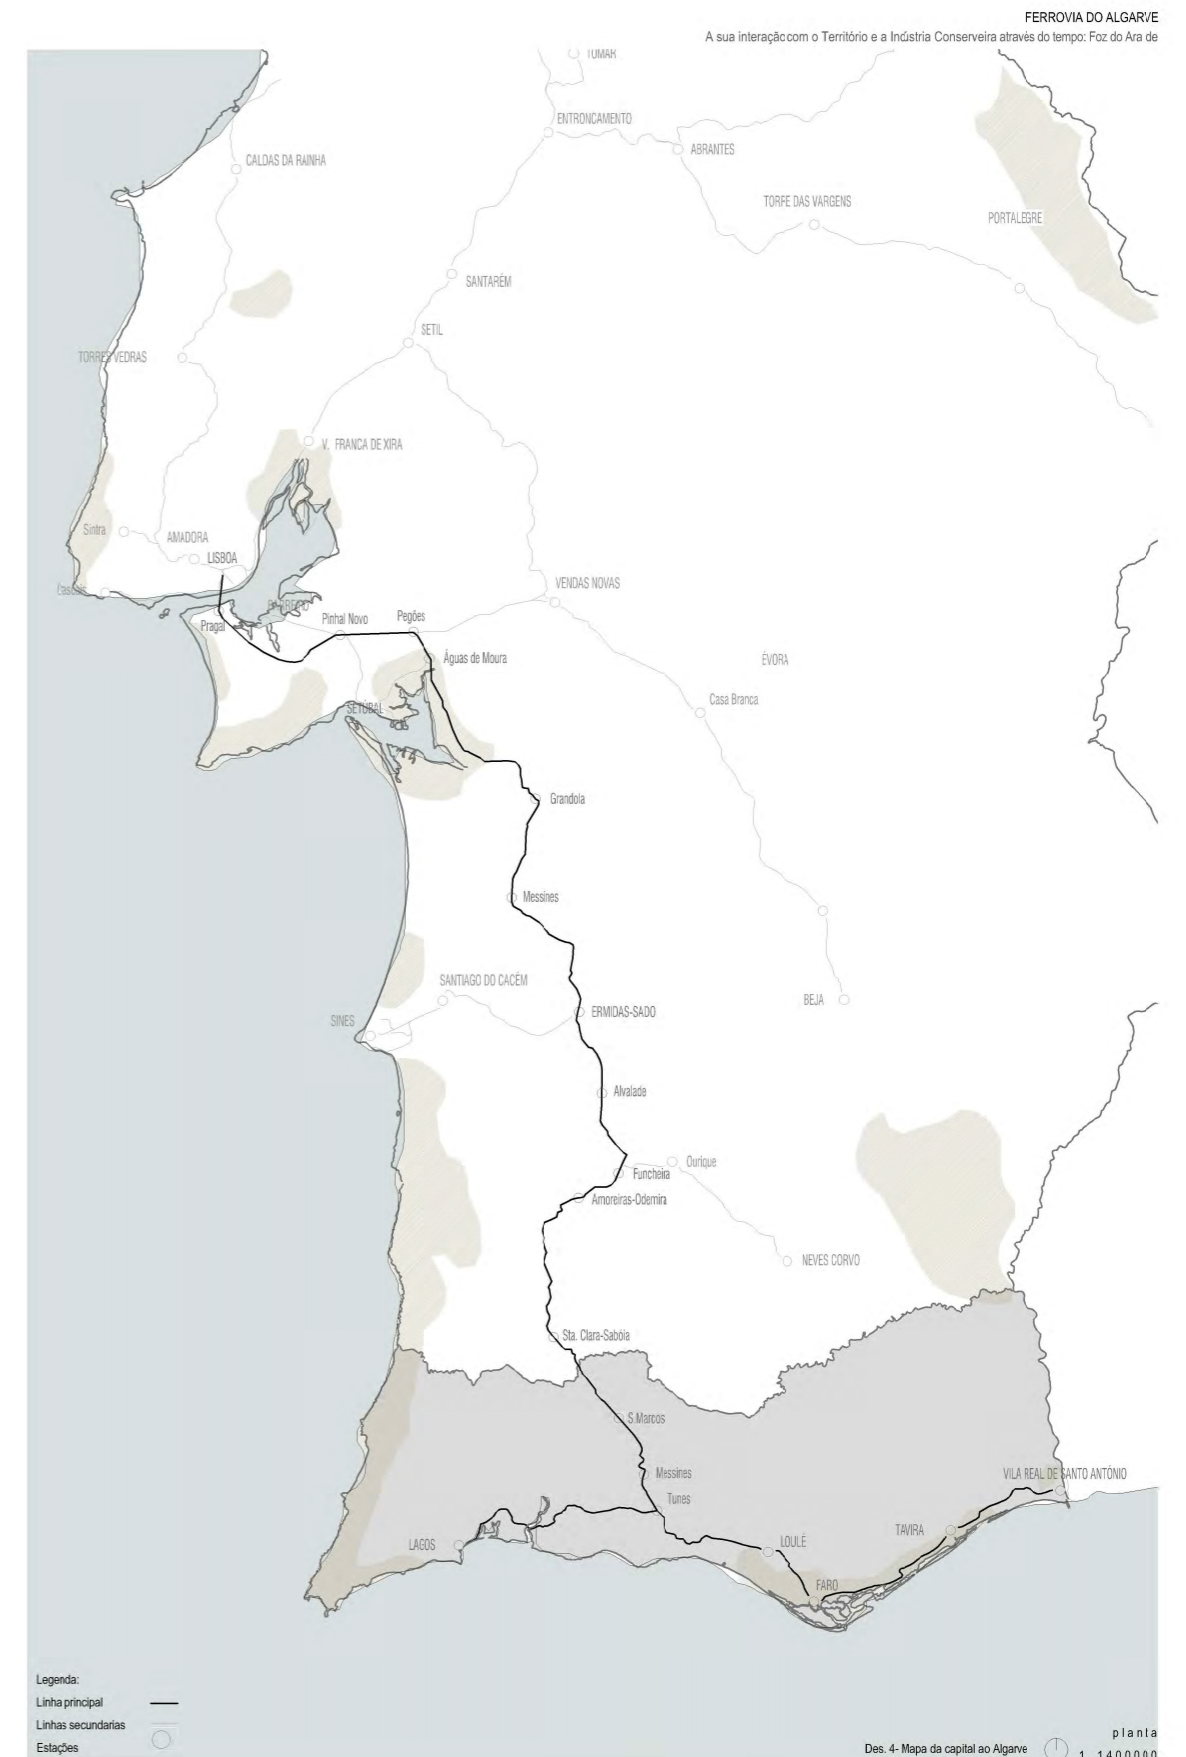 FERROVIA DO ALGARVE
A sua interação com o Território e a Indústria Conserveira através do tempo: Foz do Ara de
TOMAR
ENTRONCAMENTO
ABRANTES
CALDAS DA RAINHA
TORFE DAS VARGENS
PORTALEGRE
SANTARÉM
SETIL
TORRES VEDRAS
V. FRANCA DE XIRA
Sintra
AMADORA
LISBOA
Cascais
VENDAS NOVAS
BARREIRO
Pragal
Pinhal Novo
Pegões
Águas de Moura
ÉVORA
Casa Branca
SETÚBAL
Grandola
Messines
SANTIAGO DO CACÉM
BEJA
SINES
ERMIDAS-SADO
Alvalade
Ourique
Funcheira
Amoreiras-Odemira
NEVES CORVO
Sta. Clara-Sabóia
S.Marcos
Messines
VILA REAL DE SANTO ANTÓNIO
Tunes
TAVIRA
LAGOS
LOULÉ
FARO
Legenda:
Linha principal
Linhas secundarias
Estações
planta
Des. 4- Mapa da capital ao Algarve
1 1400000